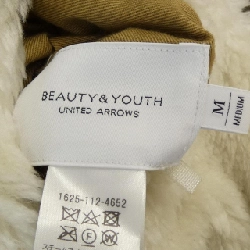 BEAUTY&YOUTH
UNITED ARROWS
M
MEDIUM
1625-112-4652